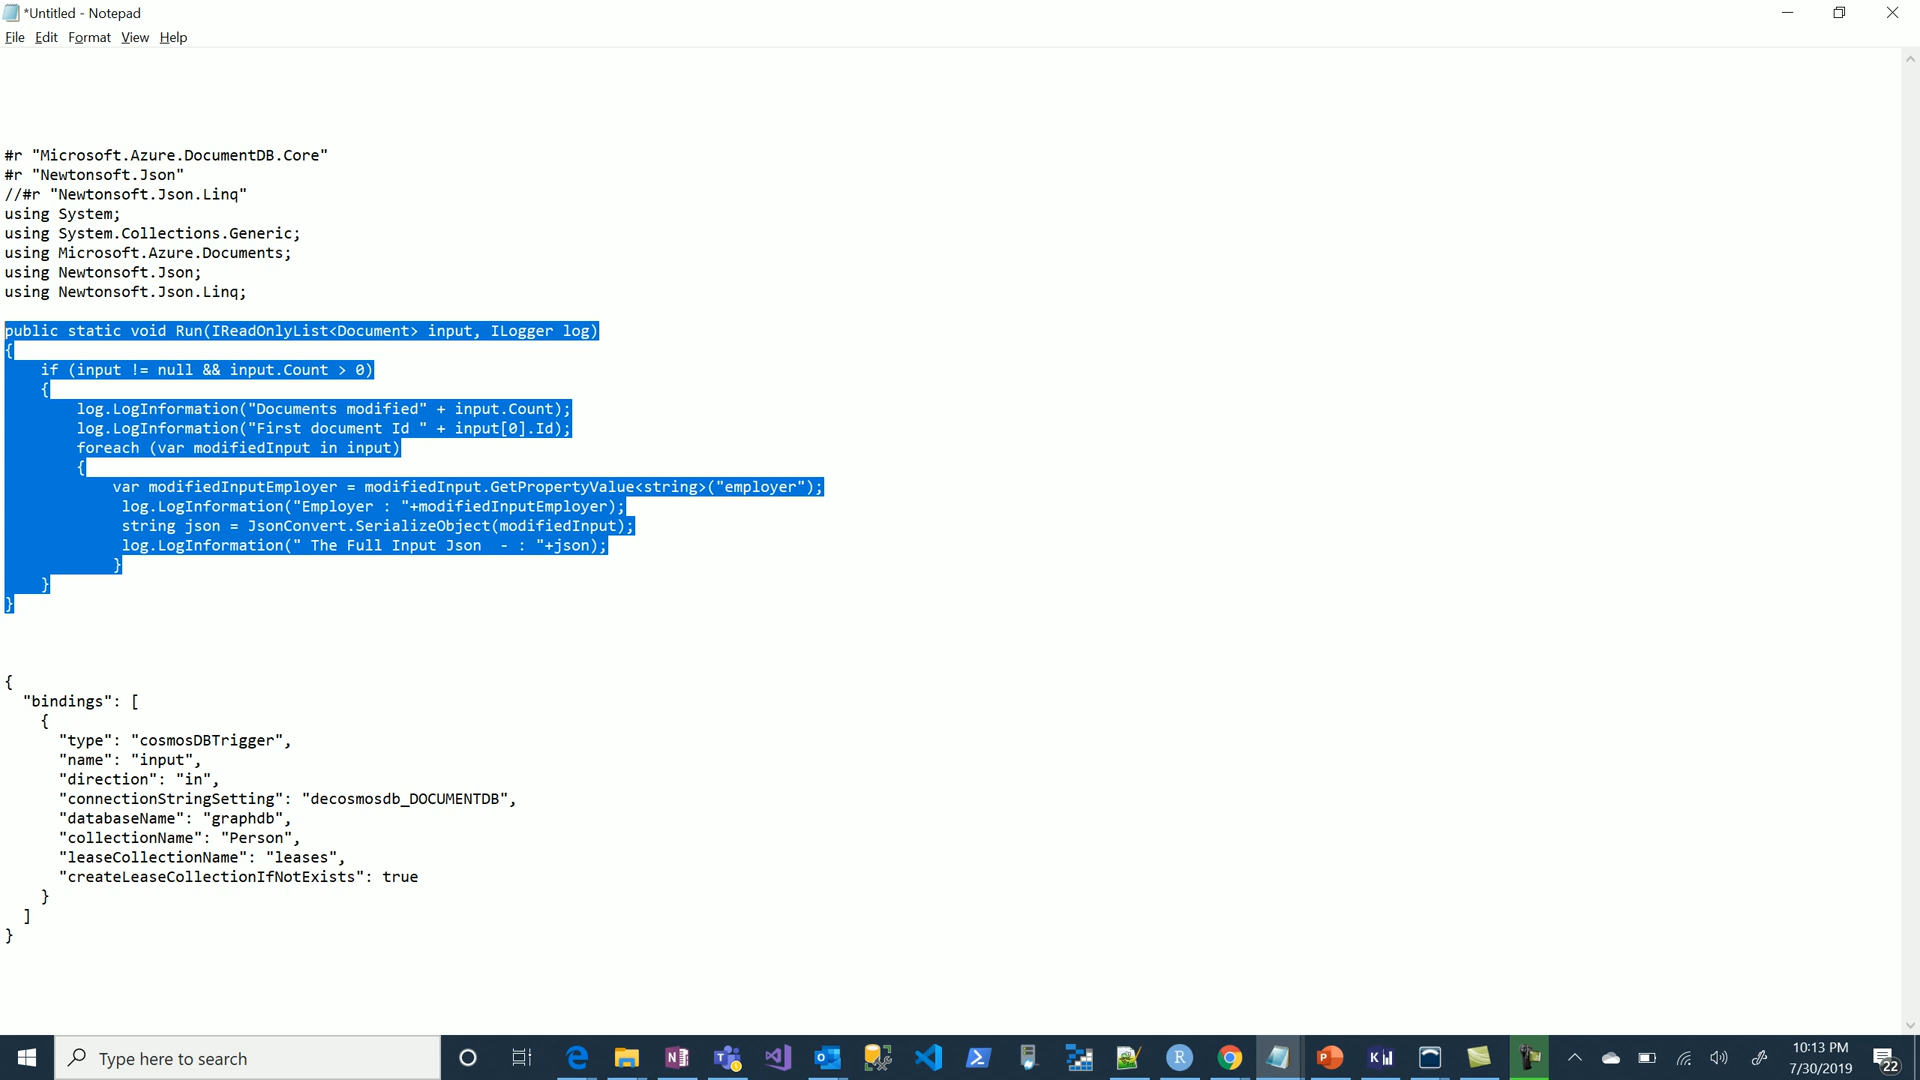 *Untitled - Notepad
File Edit Format View Help
#r "Microsoft.Azure.DocumentDB.Core"
#r "Newtonsoft.Json"
//#r "Newtonsoft.Json.Linq"
using System;
using System.Collections.Generic;
using Microsoft.Azure.Documents;
using Newtonsoft.Json;
using Newtonsoft.Json.Linq;
public static void Run(IReadOnlyList<Document> input, ILogger log)
{
    if (input != null && input.Count > 0)
    {
        log.LogInformation("Documents modified" + input.Count);
        log.LogInformation("First document Id " + input[0].Id);
        foreach (var modifiedInput in input)
        {
            var modifiedInputEmployer = modifiedInput.GetPropertyValue<string>("employer");
             log.LogInformation("Employer : "+modifiedInputEmployer);
             string json = JsonConvert.SerializeObject(modifiedInput);
             log.LogInformation(" The Full Input Json  - : "+json);
            }
    }
}
{
  "bindings": [
    {
      "type": "cosmosDBTrigger",
      "name": "input",
      "direction": "in",
      "connectionStringSetting": "decosmosdb_DOCUMENTDB",
      "databaseName": "graphdb",
      "collectionName": "Person",
      "leaseCollectionName": "leases",
      "createLeaseCollectionIfNotExists": true
    }
  ]
}
Type here to search
10:13 PM
7/30/2019
22